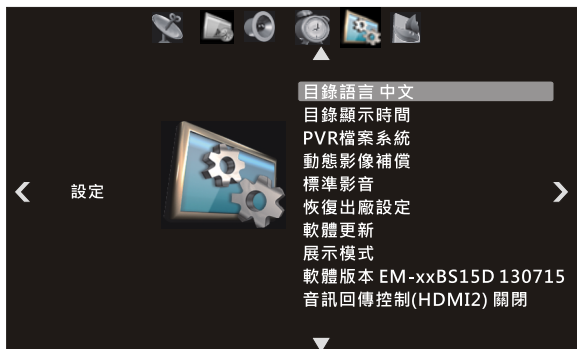 設定
目錄語言 中文
目錄顯示時間
PVR檔案系統
動態影像補償
標準影音
恢復出廠設定
軟體更新
展示模式
軟體版本 EM-xxBS15D 130715
音訊回傳控制(HDMI2) 關閉